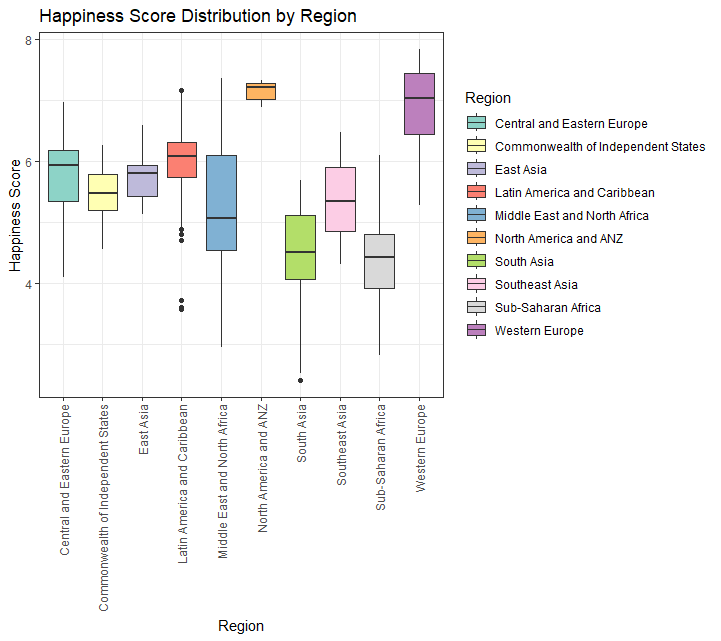 Happiness Score Distribution by Region
Happiness Score
8
6
4
Central and Eastern Europe
Commonwealth of Independent States
East Asia
Latin America and Caribbean
Middle East and North Africa
North America and ANZ
South Asia
Southeast Asia
Sub-Saharan Africa
Western Europe
Region
Region
Central and Eastern Europe
Commonwealth of Independent States
East Asia
Latin America and Caribbean
Middle East and North Africa
North America and ANZ
South Asia
Southeast Asia
Sub-Saharan Africa
Western Europe